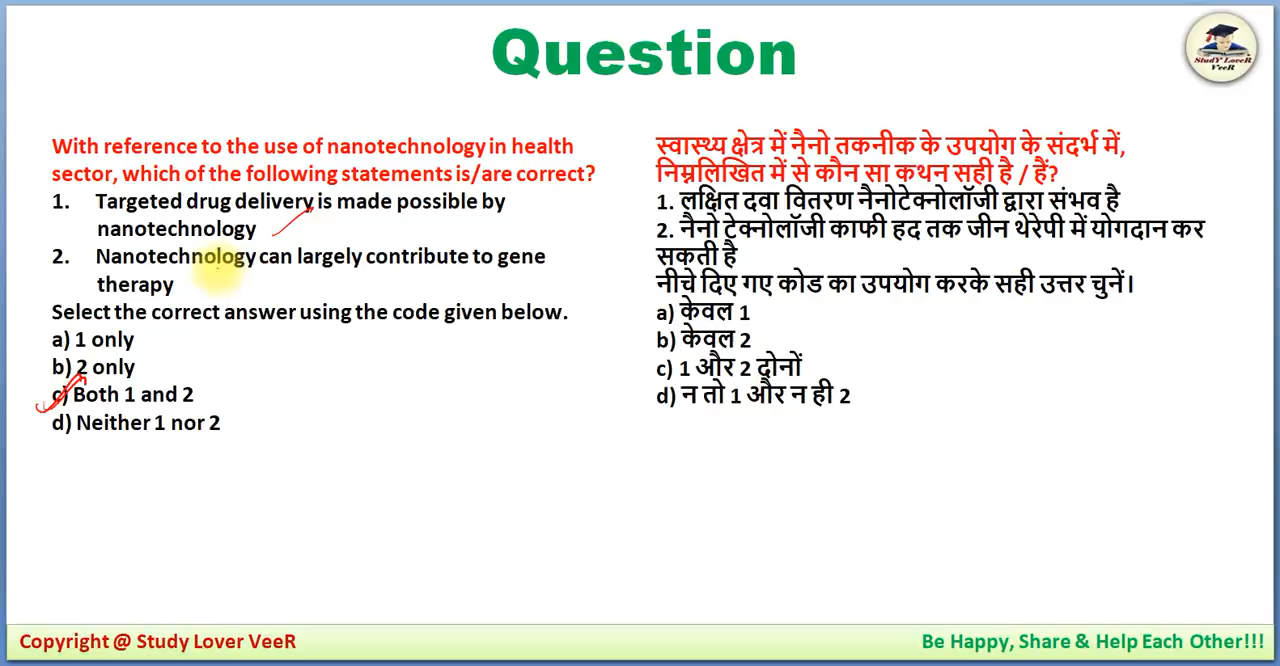 Question
StudY LoveR
VeeR
With reference to the use of nanotechnology in health
sector, which of the following statements is/are correct?
1. Targeted drug delivery is made possible by
nanotechnology
2. Nanotechnology can largely contribute to gene
therapy
Select the correct answer using the code given below.
a) 1 only
b) 2 only
c) Both 1 and 2
d) Neither 1 nor 2
स्वास्थ्य क्षेत्र में नैनो तकनीक के उपयोग के संदर्भ में,
निम्नलिखित में से कौन सा कथन सही है / हैं?
1. लक्षित दवा वितरण नैनोटेक्नोलॉजी द्वारा संभव है
2. नैनो टेक्नोलॉजी काफी हद तक जीन थेरेपी में योगदान कर
सकती है
नीचे दिए गए कोड का उपयोग करके सही उत्तर चुनें।
a) केवल 1
b) केवल 2
c) 1 और 2 दोनों
d) न तो 1 और न ही 2
Copyright @ Study Lover VeeR
Be Happy, Share & Help Each Other!!!